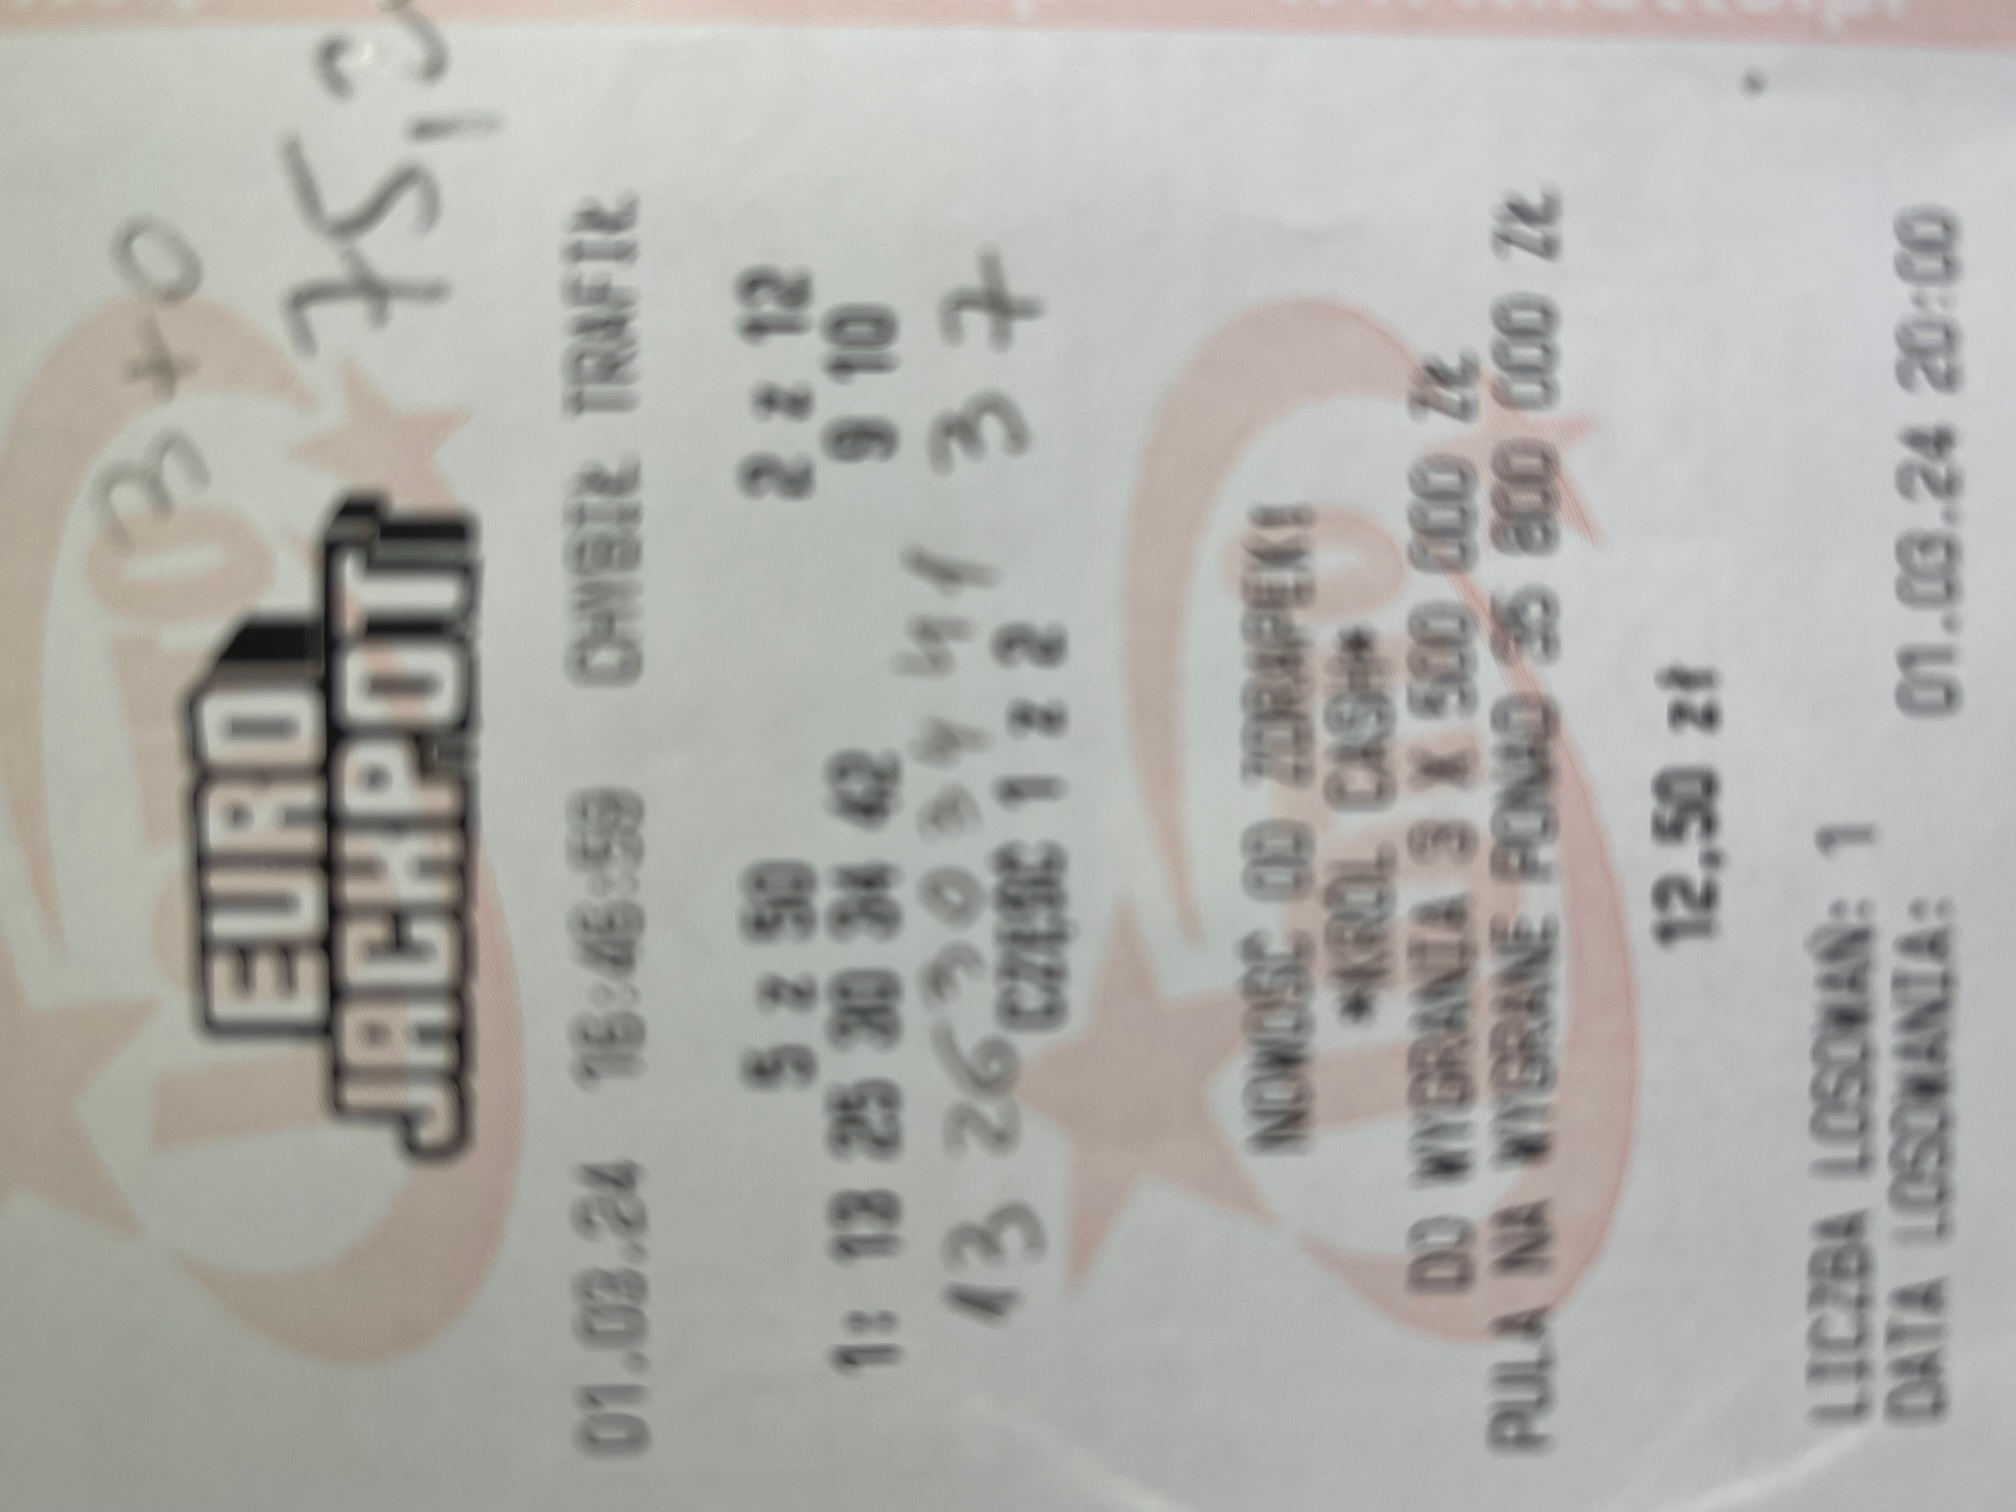 3+0
EURO
JACKPOT
75,
01.03.24 16:46:59 CHYBIŁ TRAFIŁ
5 z 50 2 z 12
1: 13 25 30 34 42 9 10
13 26 30 34 41 3 7
CZĘŚĆ 1 z 2
NOWOŚĆ OD ZDRAPEK!
*KRÓL CASH*
DO WYGRANIA 3 X 500 000 ZŁ
PULA NA WYGRANE PONAD 35 800 000 ZŁ
12,50 zł
LICZBA LOSOWAŃ: 1
DATA LOSOWANIA: 01.03.24 20:00